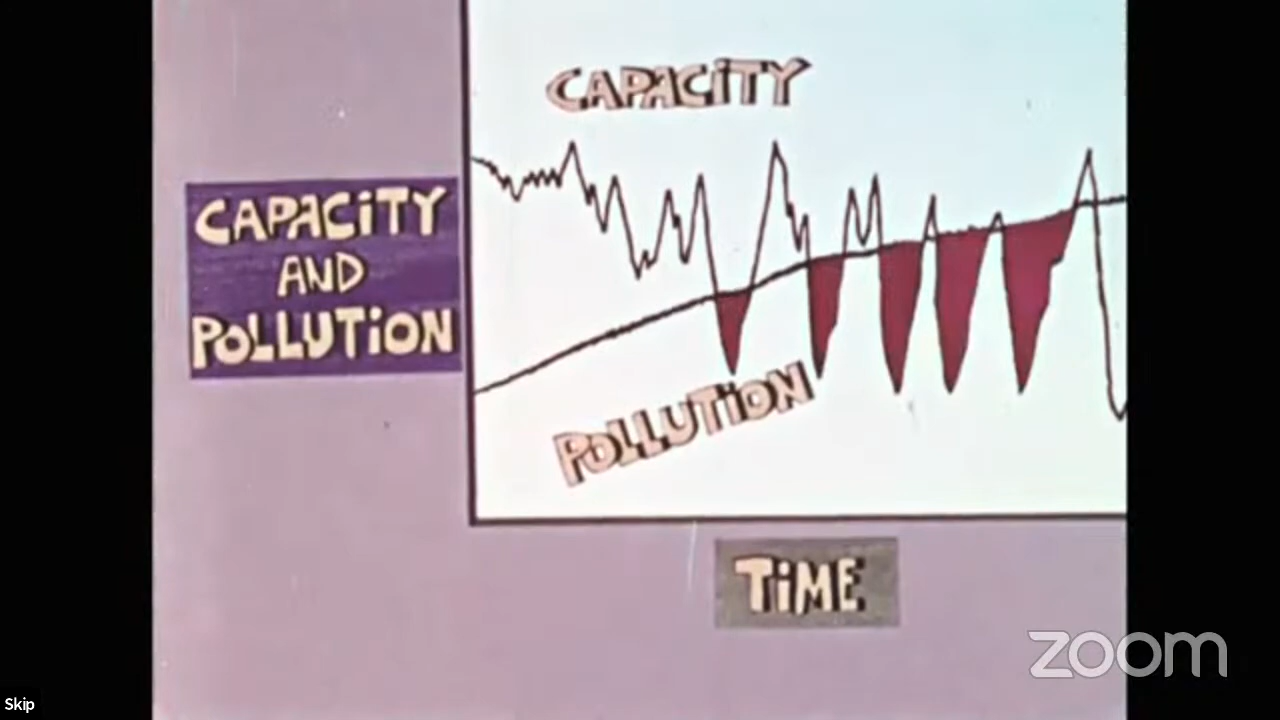 CAPACiTY
CAPACiTY
AND
POLLUTiON
POLLUTiON
TiME
zoom
Skip